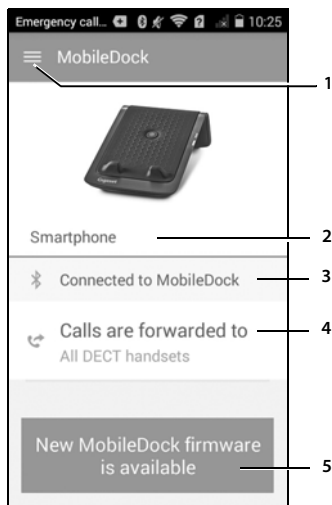 Emergency call... 10:25
MobileDock
1
Smartphone
2
Connected to MobileDock
3
Calls are forwarded to
4
All DECT handsets
New MobileDock firmware
is available
5